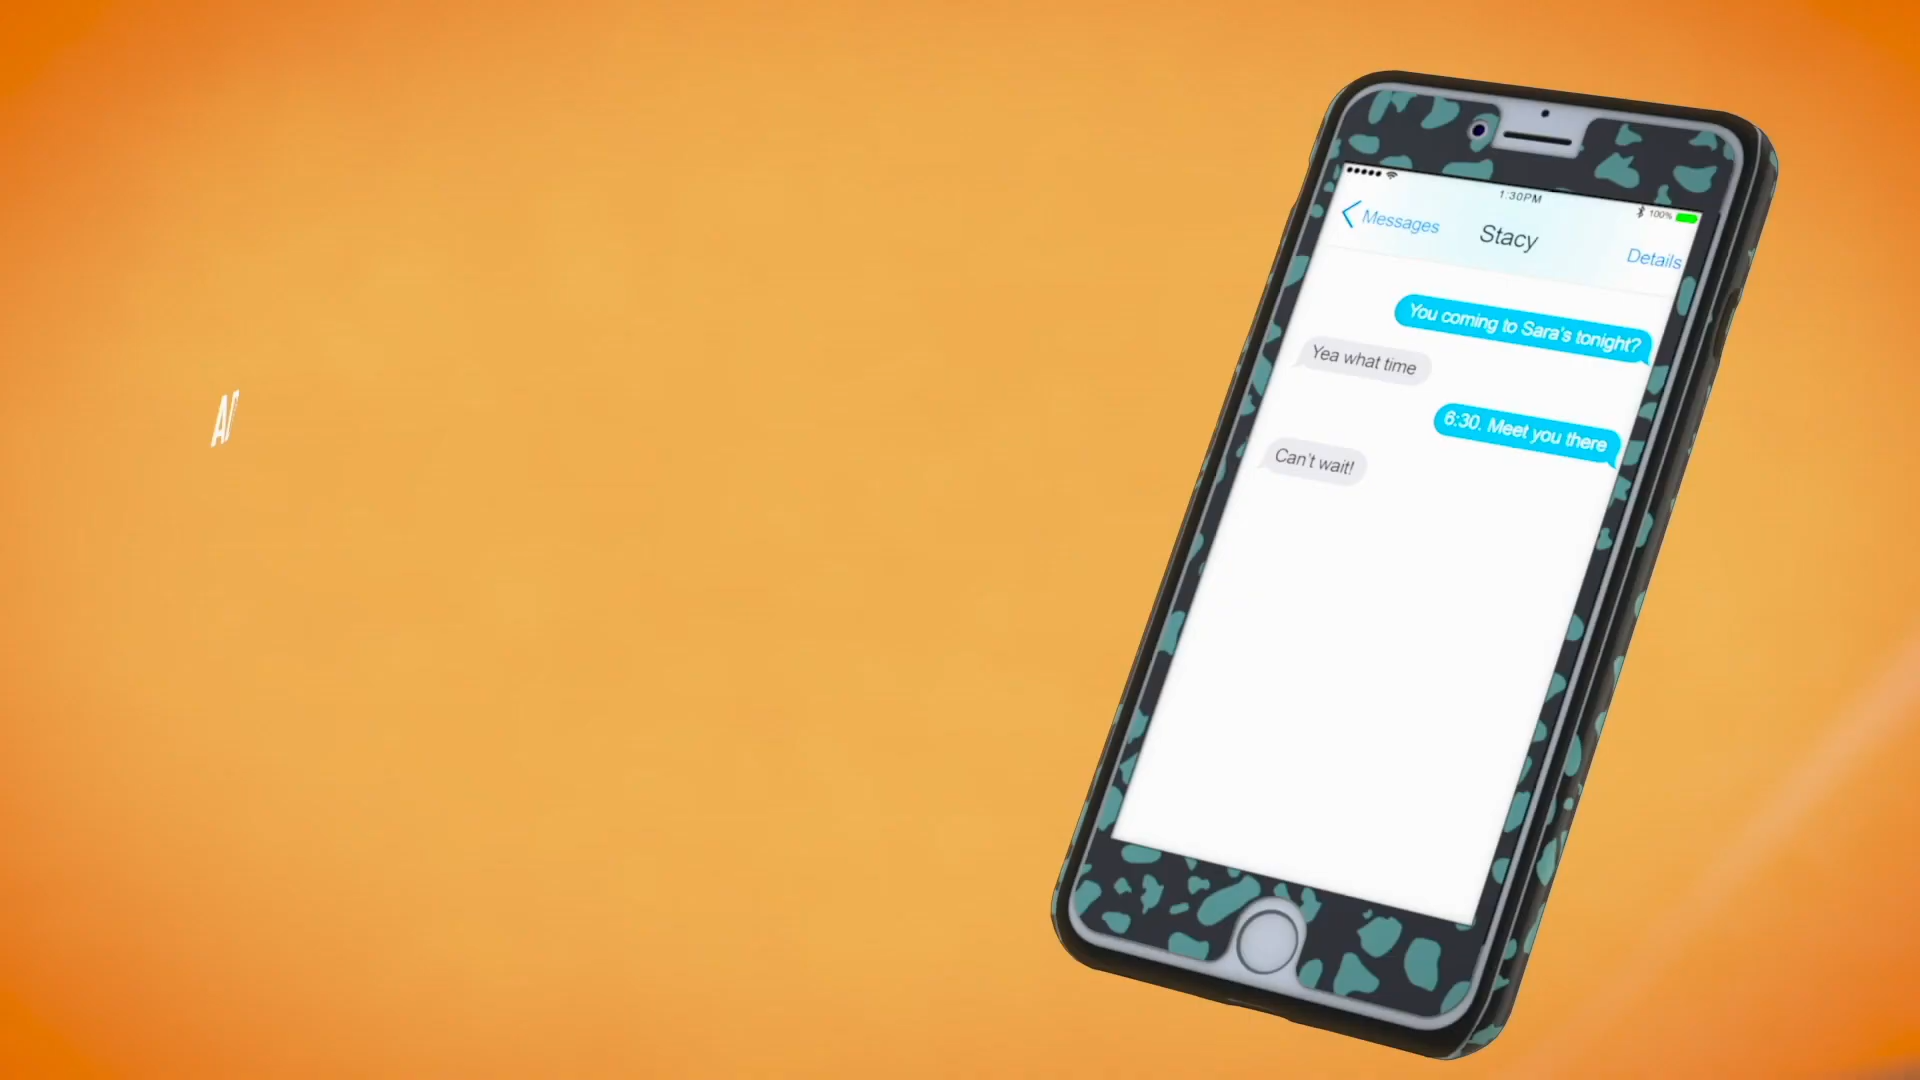 1:30PM
100%
Messages
Stacy
Details
You coming to Sara's tonight?
Yea what time
6:30. Meet you there
Can't wait!